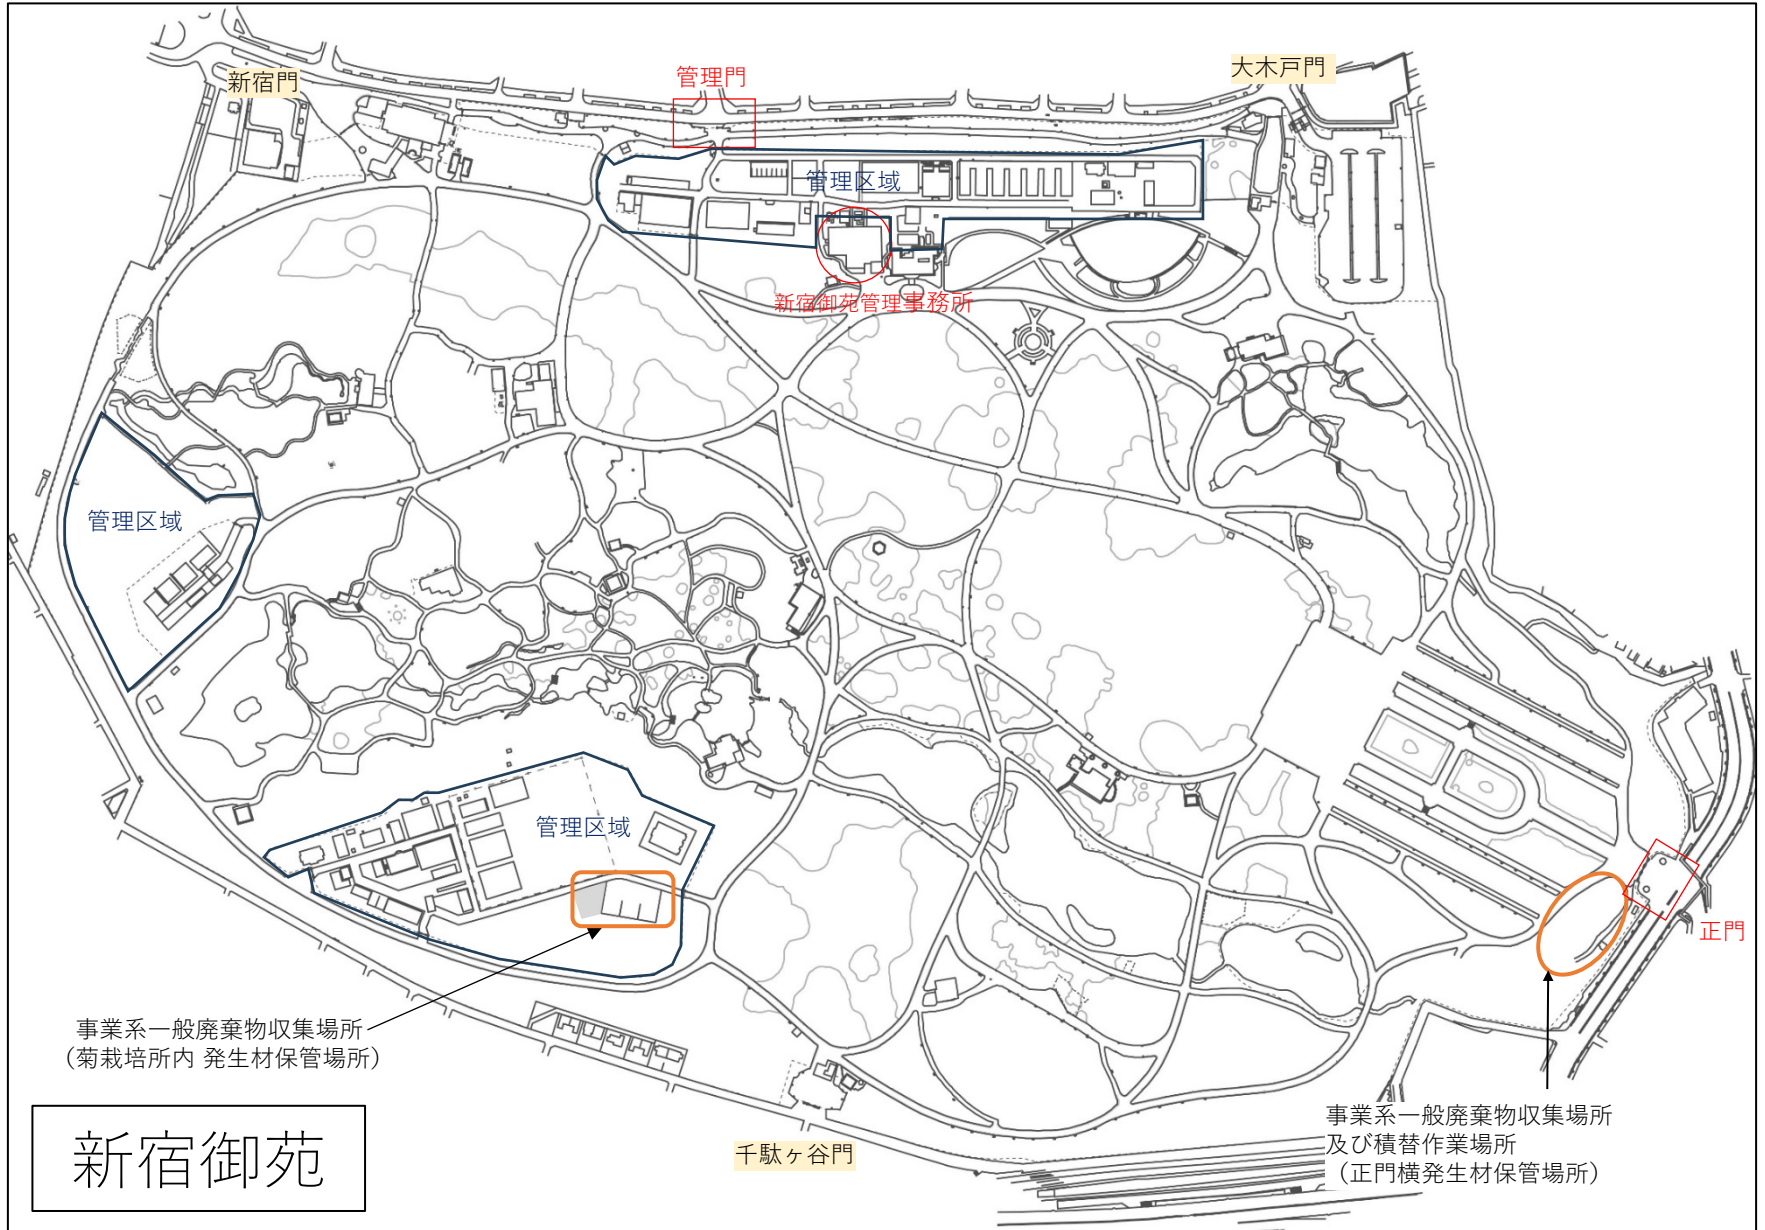 新宿門
管理門
大木戸門
管理区域
新宿御苑管理事務所
管理区域
管理区域
正門
事業系一般廃棄物収集場所
（菊栽培所内 発生材保管場所）
事業系一般廃棄物収集場所
及び積替作業場所
（正門横発生材保管場所）
千駄ヶ谷門
新宿御苑